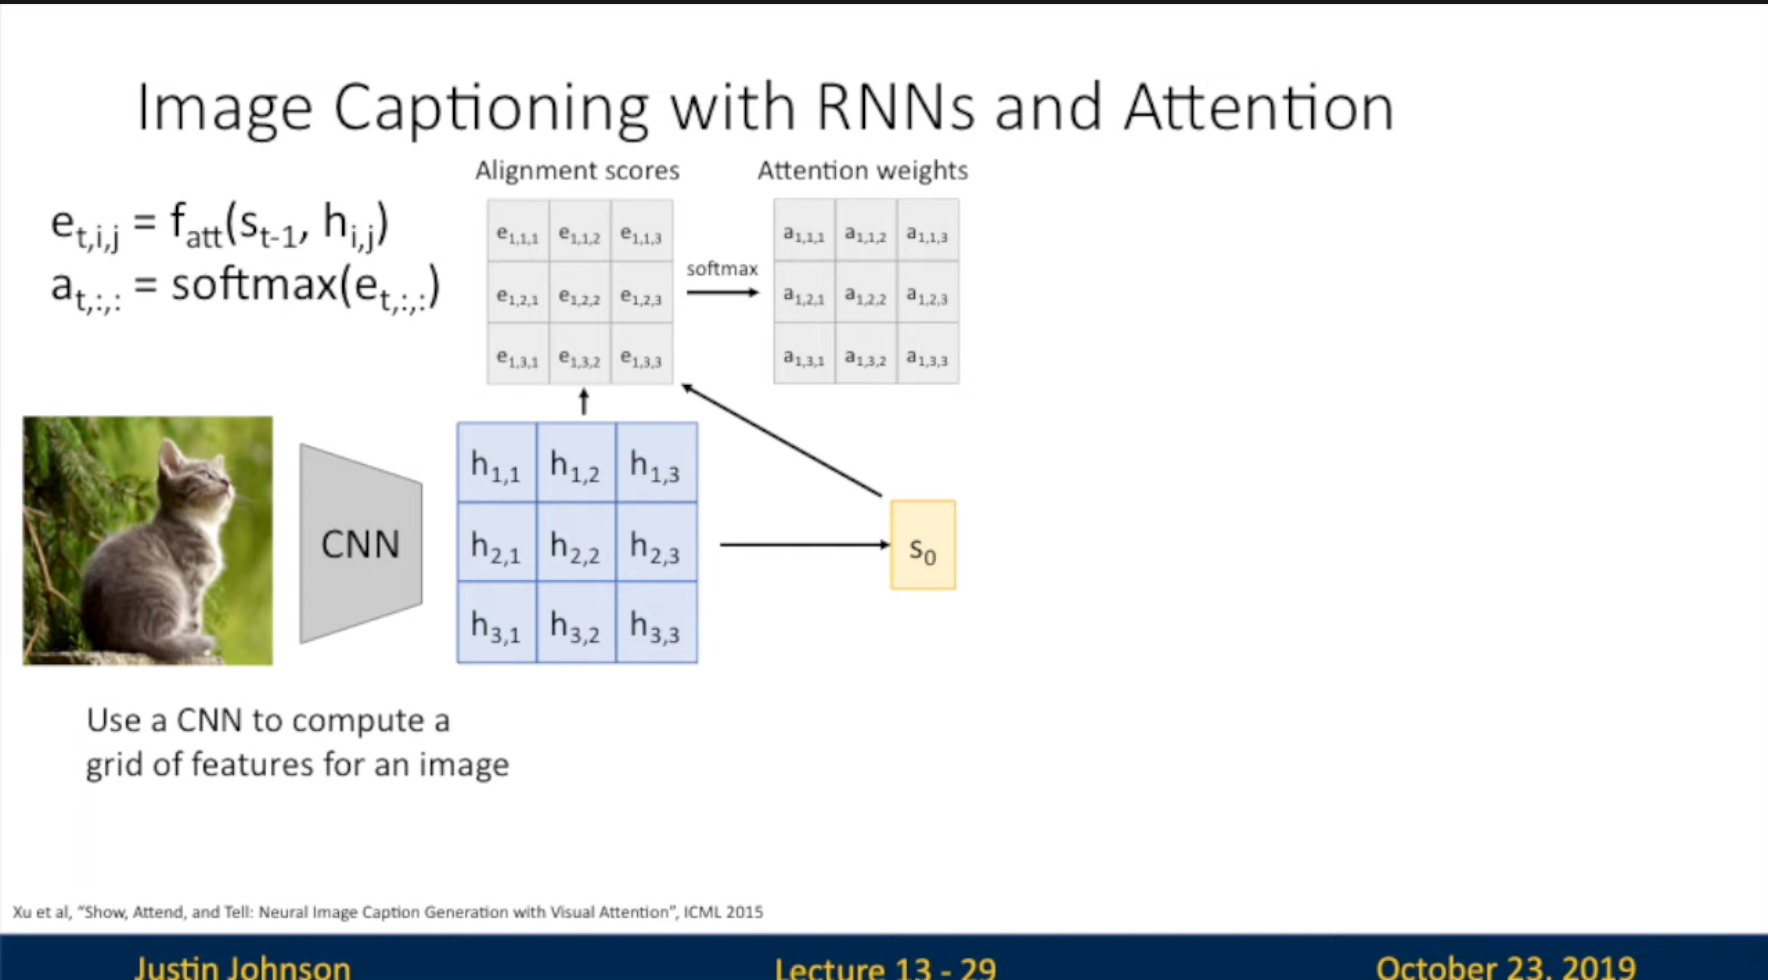 Image Captioning with RNNs and Attention
Alignment scores
Attention weights
e_{t,i,j} = f_{att}(s_{t-1}, h_{i,j})
a_{t,:,:} = softmax(e_{t,:,:})
e_{1,1,1} e_{1,1,2} e_{1,1,3}
e_{1,2,1} e_{1,2,2} e_{1,2,3}
e_{1,3,1} e_{1,3,2} e_{1,3,3}
softmax
a_{1,1,1} a_{1,1,2} a_{1,1,3}
a_{1,2,1} a_{1,2,2} a_{1,2,3}
a_{1,3,1} a_{1,3,2} a_{1,3,3}
CNN
h_{1,1} h_{1,2} h_{1,3}
h_{2,1} h_{2,2} h_{2,3}
h_{3,1} h_{3,2} h_{3,3}
s_0
Use a CNN to compute a
grid of features for an image
Xu et al, "Show, Attend, and Tell: Neural Image Caption Generation with Visual Attention", ICML 2015
Justin Johnson
Lecture 13 - 29
October 23, 2019